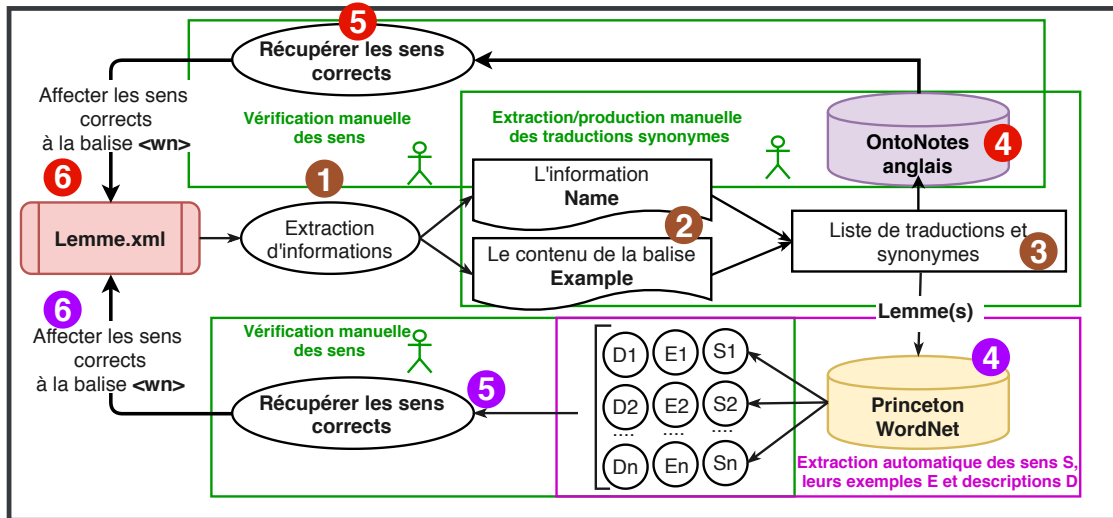 5
Récupérer les sens
corrects
Affecter les sens
corrects
à la balise <wn>
6
Vérification manuelle
des sens
Extraction/production manuelle
des traductions synonymes
OntoNotes
anglais
4
1
L'information
Name
2
Lemme.xml
Extraction
d'informations
Le contenu de la balise
Example
Liste de traductions et
synonymes
3
Lemme(s)
6
Affecter les sens
corrects
à la balise <wn>
Vérification manuelle
des sens
5
Récupérer les sens
corrects
D1 E1 S1
D2 E2 S2
.... .... ....
Dn En Sn
4
Princeton
WordNet
Extraction automatique des sens S,
leurs exemples E et descriptions D